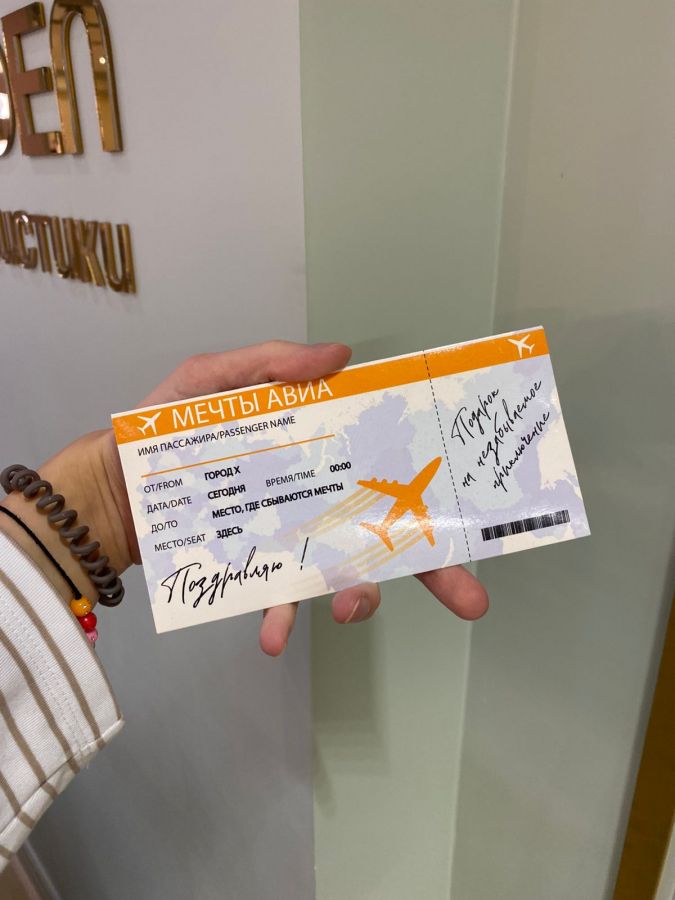 МЕЧТЫ АВИА
ИМЯ ПАССАЖИРА/PASSENGER NAME
ОТ/FROM ГОРОД Х
ДАТА/DATE СЕГОДНЯ ВРЕМЯ/TIME 00:00
ДО/TO МЕСТО, ГДЕ СБЫВАЮТСЯ МЕЧТЫ
МЕСТО/SEAT ЗДЕСЬ
Поздравляю !
Подарок
на незабываемое
приключение